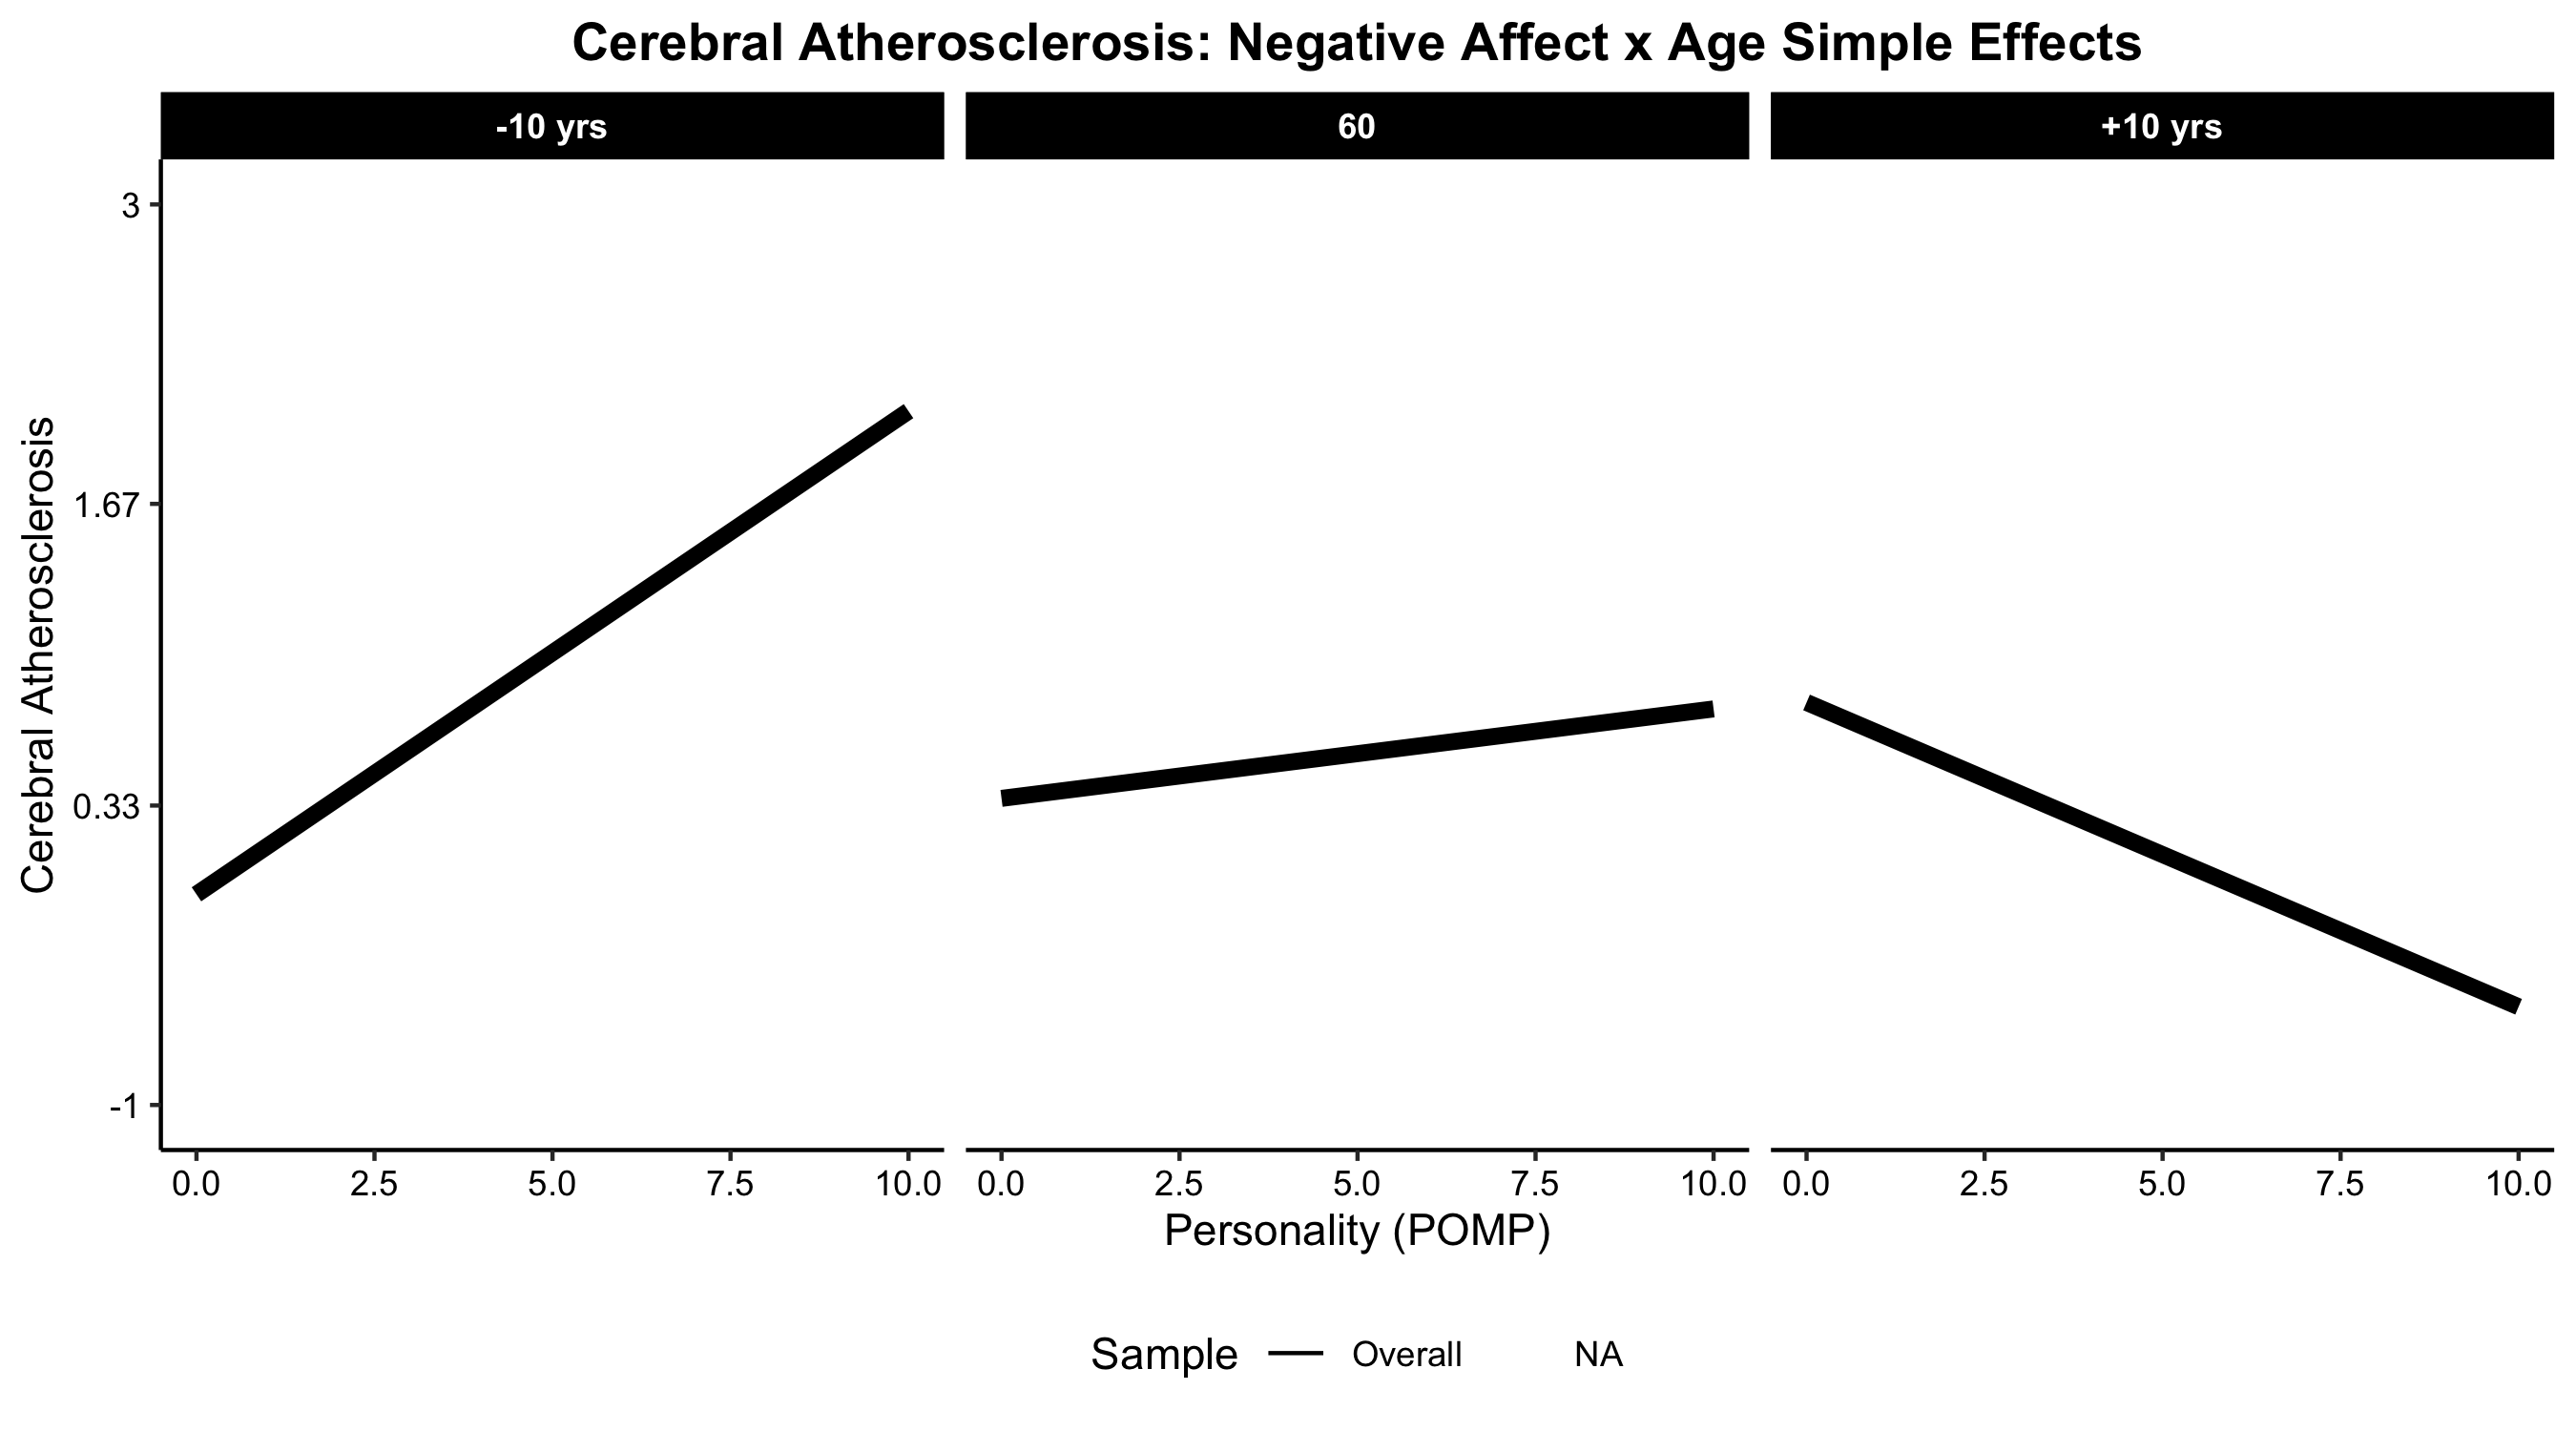 Cerebral Atherosclerosis: Negative Affect x Age Simple Effects
-10 yrs
60
+10 yrs
Cerebral Atherosclerosis
3
1.67
0.33
-1
0.0 2.5 5.0 7.5 10.0
0.0 2.5 5.0 7.5 10.0
0.0 2.5 5.0 7.5 10.0
Personality (POMP)
Sample Overall NA